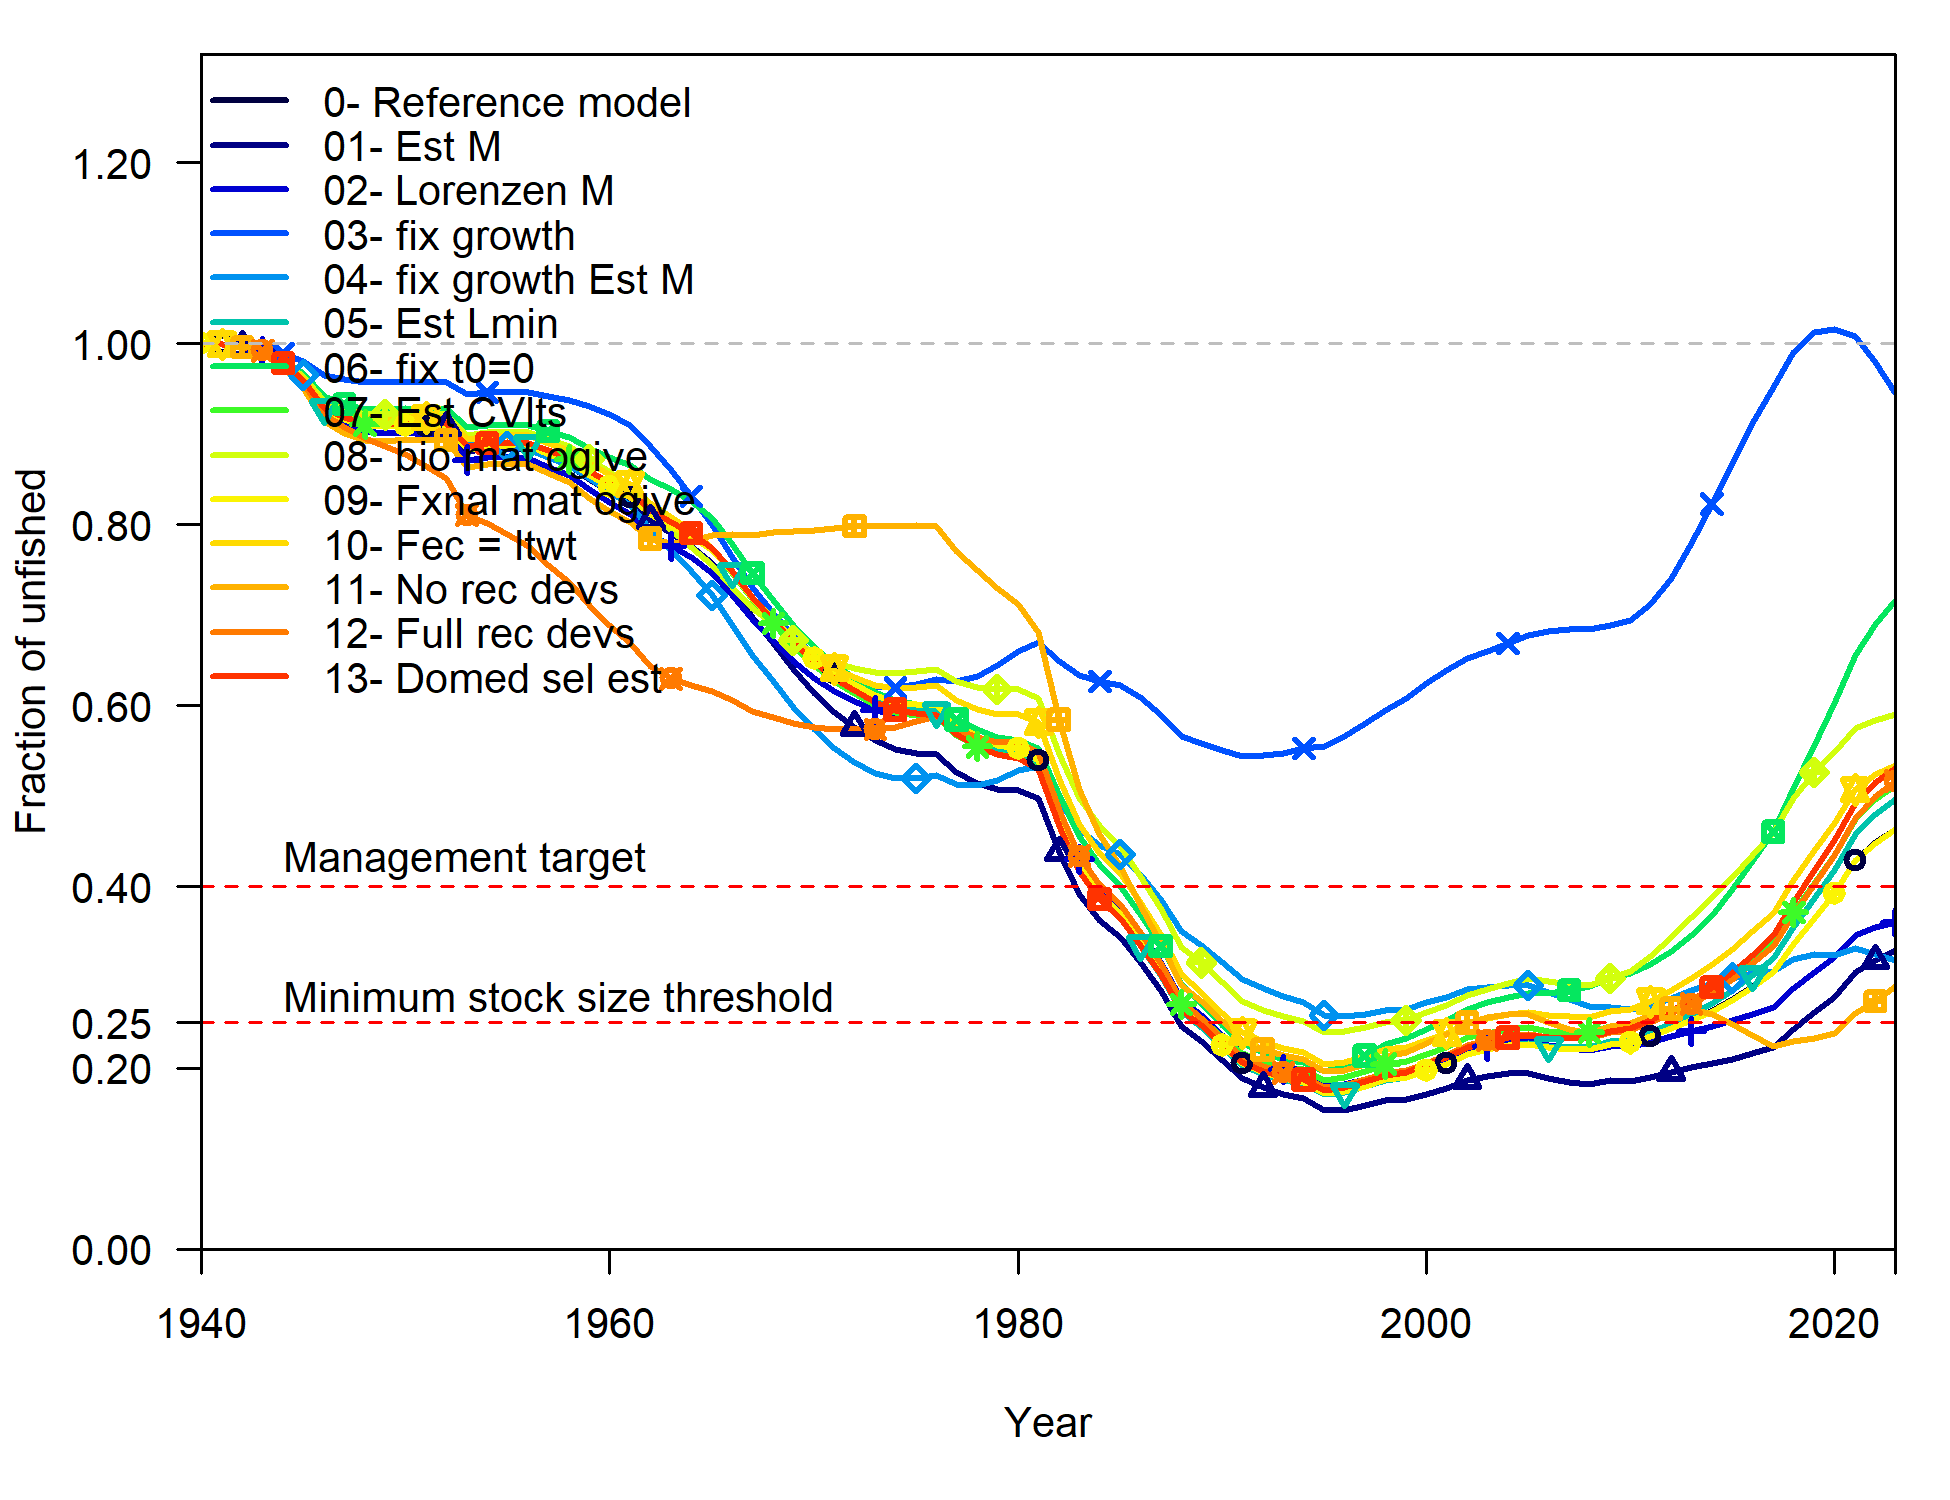 0- Reference model
01- Est M
02- Lorenzen M
03- fix growth
04- fix growth Est M
05- Est Lmin
06- fix t0=0
07- Est CVlts
08- bio mat ogive
09- Fxnal mat ogive
10- Fec = ltwt
11- No rec devs
12- Full rec devs
13- Domed sel est
1.20
1.00
0.80
0.60
0.40
0.25
0.20
0.00
Fraction of unfished
Management target
Minimum stock size threshold
1940 1960 1980 2000 2020
Year